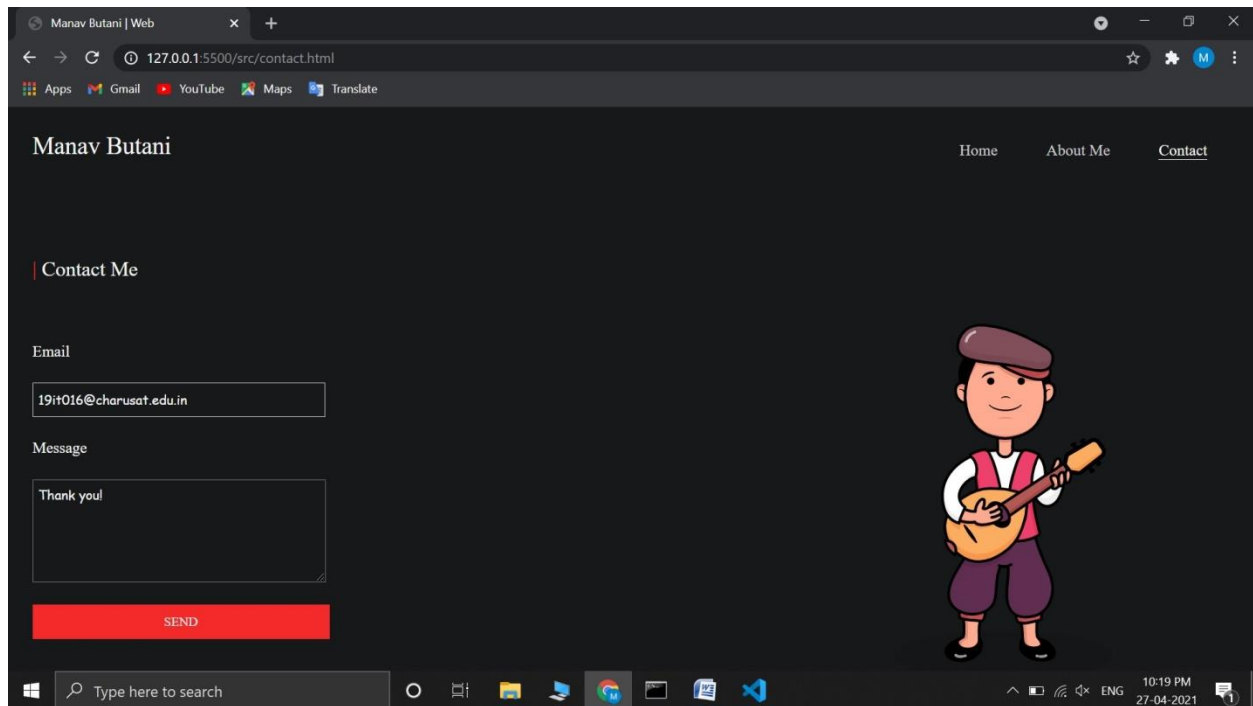 Manav Butani | Web
127.0.0.1:5500/src/contact.html
M
Apps Gmail YouTube Maps Translate
Manav Butani
Home About Me Contact
Contact Me
Email
19it016@charusat.edu.in
Message
Thank you!
SEND
Type here to search
ENG
10:19 PM
27-04-2021
1